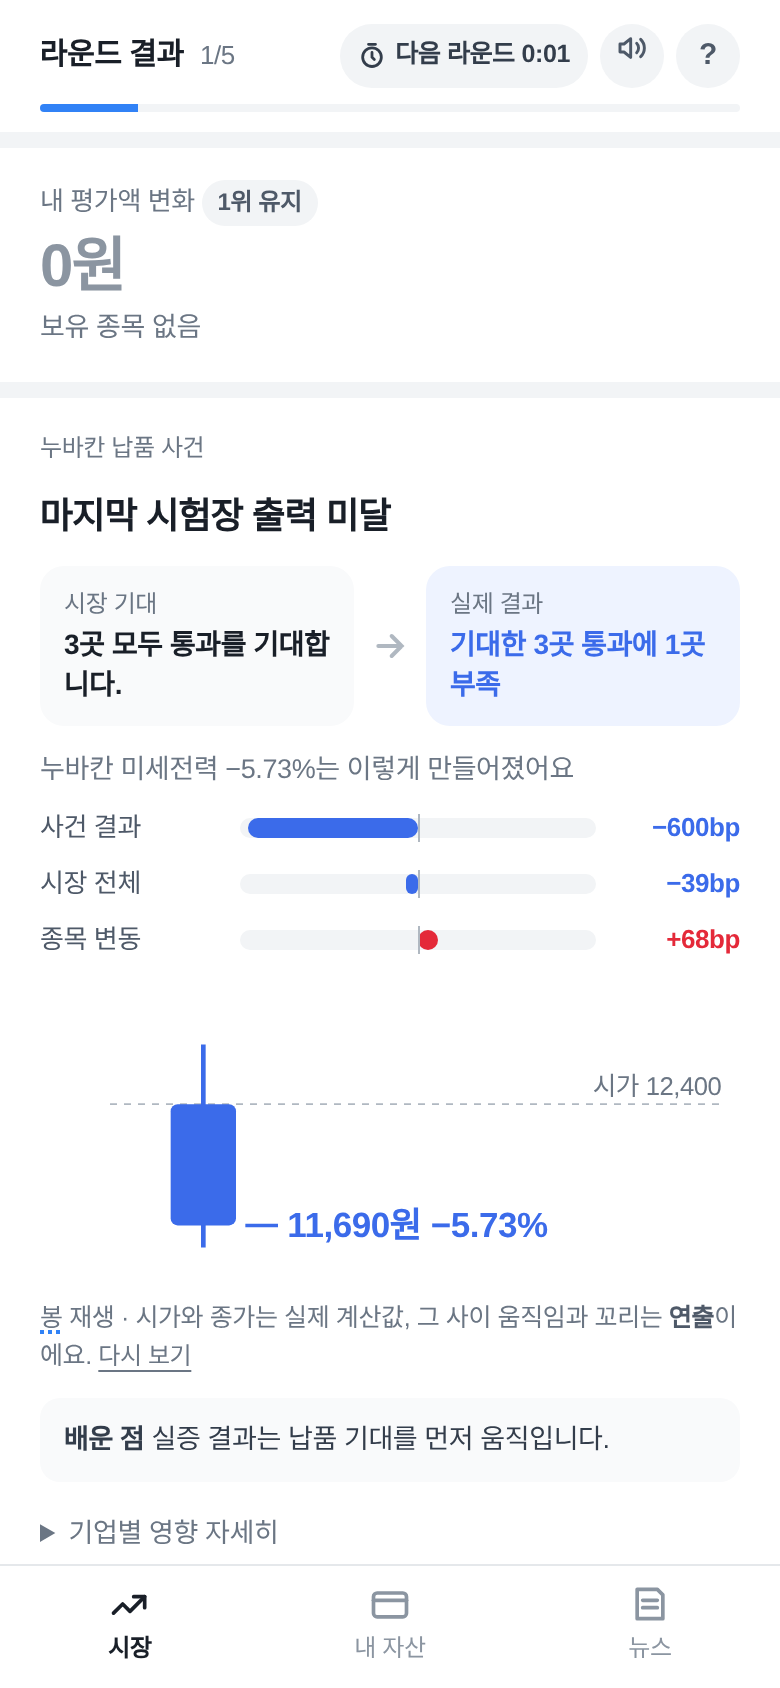 라운드 결과 1/5
다음 라운드 0:01
?
내 평가액 변화 1위 유지
0원
보유 종목 없음
누바칸 납품 사건
마지막 시험장 출력 미달
시장 기대
3곳 모두 통과를 기대합
니다.
실제 결과
기대한 3곳 통과에 1곳
부족
누바칸 미세전력 −5.73%는 이렇게 만들어졌어요
사건 결과 −600bp
시장 전체 −39bp
종목 변동 +68bp
시가 12,400
11,690원 −5.73%
봉 재생 · 시가와 종가는 실제 계산값, 그 사이 움직임과 꼬리는 연출이
에요. 다시 보기
배운 점 실증 결과는 납품 기대를 먼저 움직입니다.
기업별 영향 자세히
시장
내 자산
뉴스